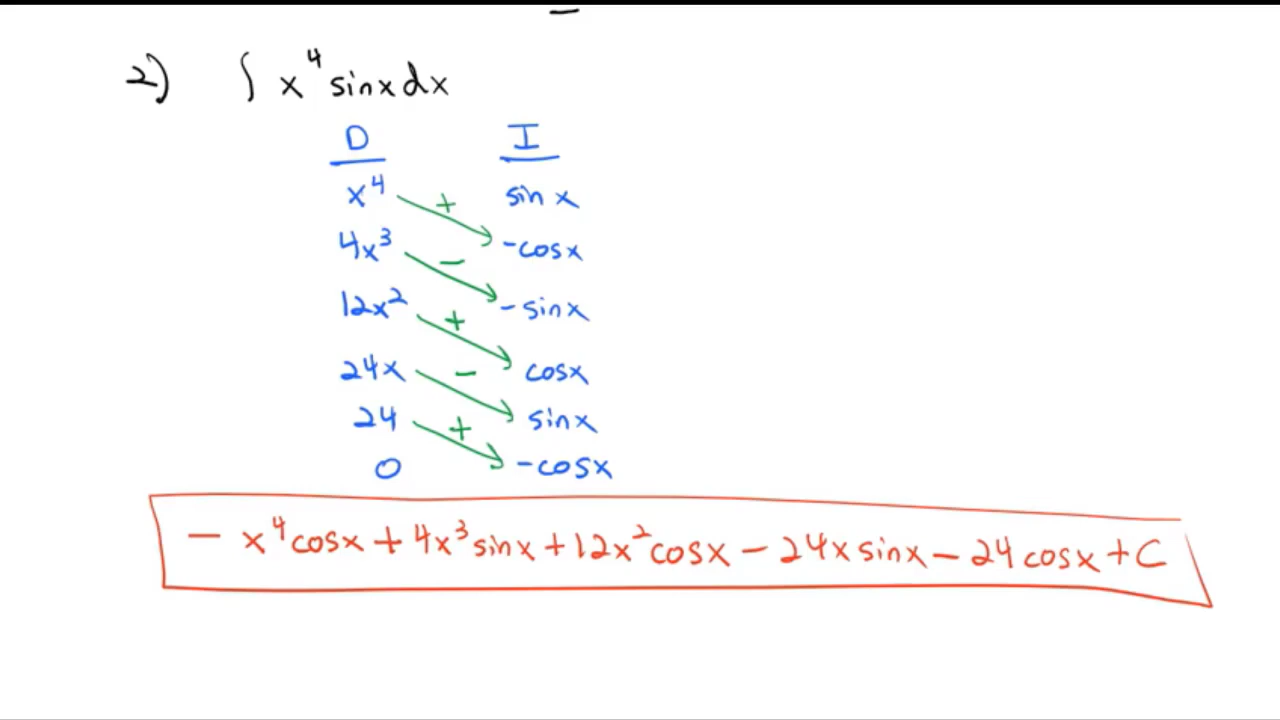 2) ∫ x⁴ sinx dx
D I
x⁴ + sin x
4x³ − -cosx
12x² + -sinx
24x − cosx
24 + sinx
0 -cosx
− x⁴cosx + 4x³sinx + 12x²cosx − 24x sinx − 24 cosx + C